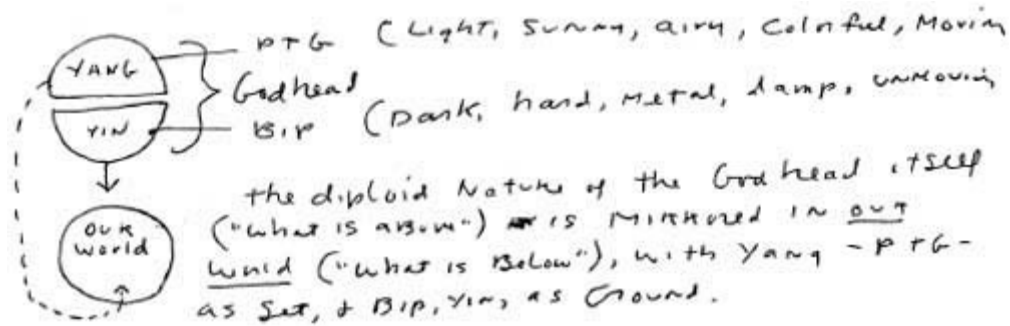 YANG
YIN
OUR
World
Godhead
PTG (Light, Sunny, airy, Colorful, Moving
BIP (Dark, hard, Metal, damp, unmoving
the diploid Nature of the Godhead itself
("what is above") is Mirrored in our
world ("what is Below"), with Yang - PTG -
as Set, & Bip, Yin, as Ground.